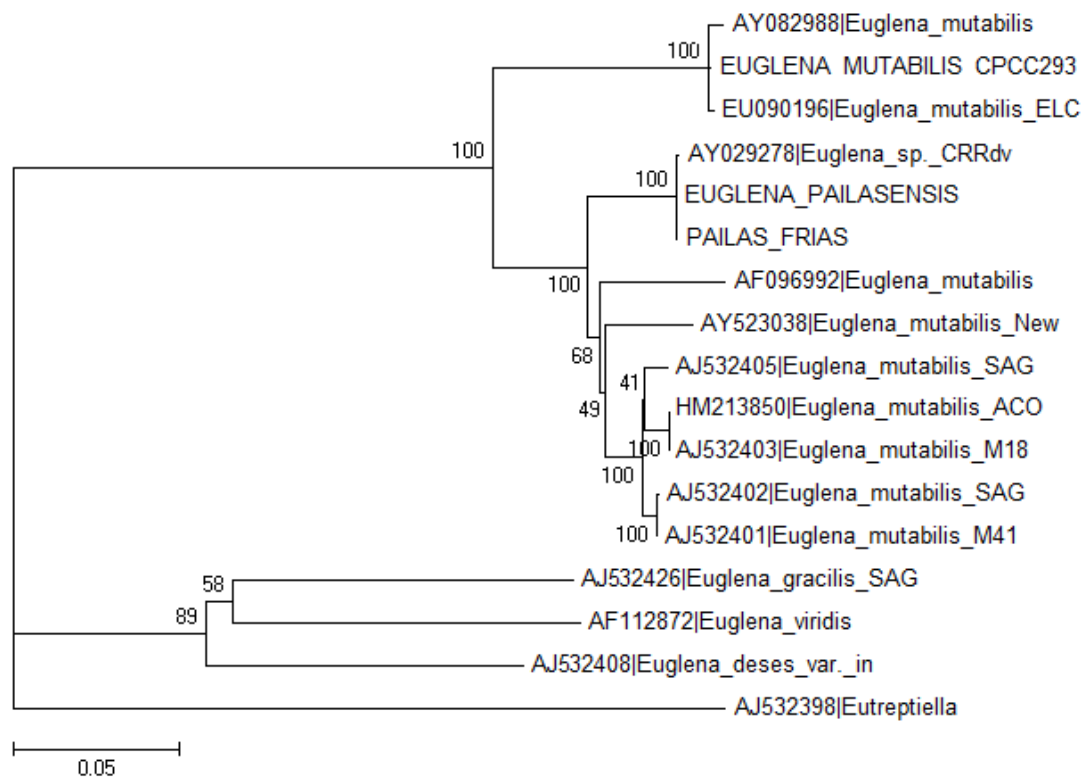 AY082988|Euglena_mutabilis
100
EUGLENA MUTABILIS CPCC293
EU090196|Euglena_mutabilis_ELC
100
AY029278|Euglena_sp._CRRdv
100
EUGLENA_PAILASENSIS
PAILAS_FRIAS
100
AF096992|Euglena_mutabilis
AY523038|Euglena_mutabilis_New
68
AJ532405|Euglena_mutabilis_SAG
41
49
HM213850|Euglena_mutabilis_ACO
100
AJ532403|Euglena_mutabilis_M18
100
AJ532402|Euglena_mutabilis_SAG
100
AJ532401|Euglena_mutabilis_M41
58
AJ532426|Euglena_gracilis_SAG
89
AF112872|Euglena_viridis
AJ532408|Euglena_deses_var._in
AJ532398|Eutreptiella
0.05